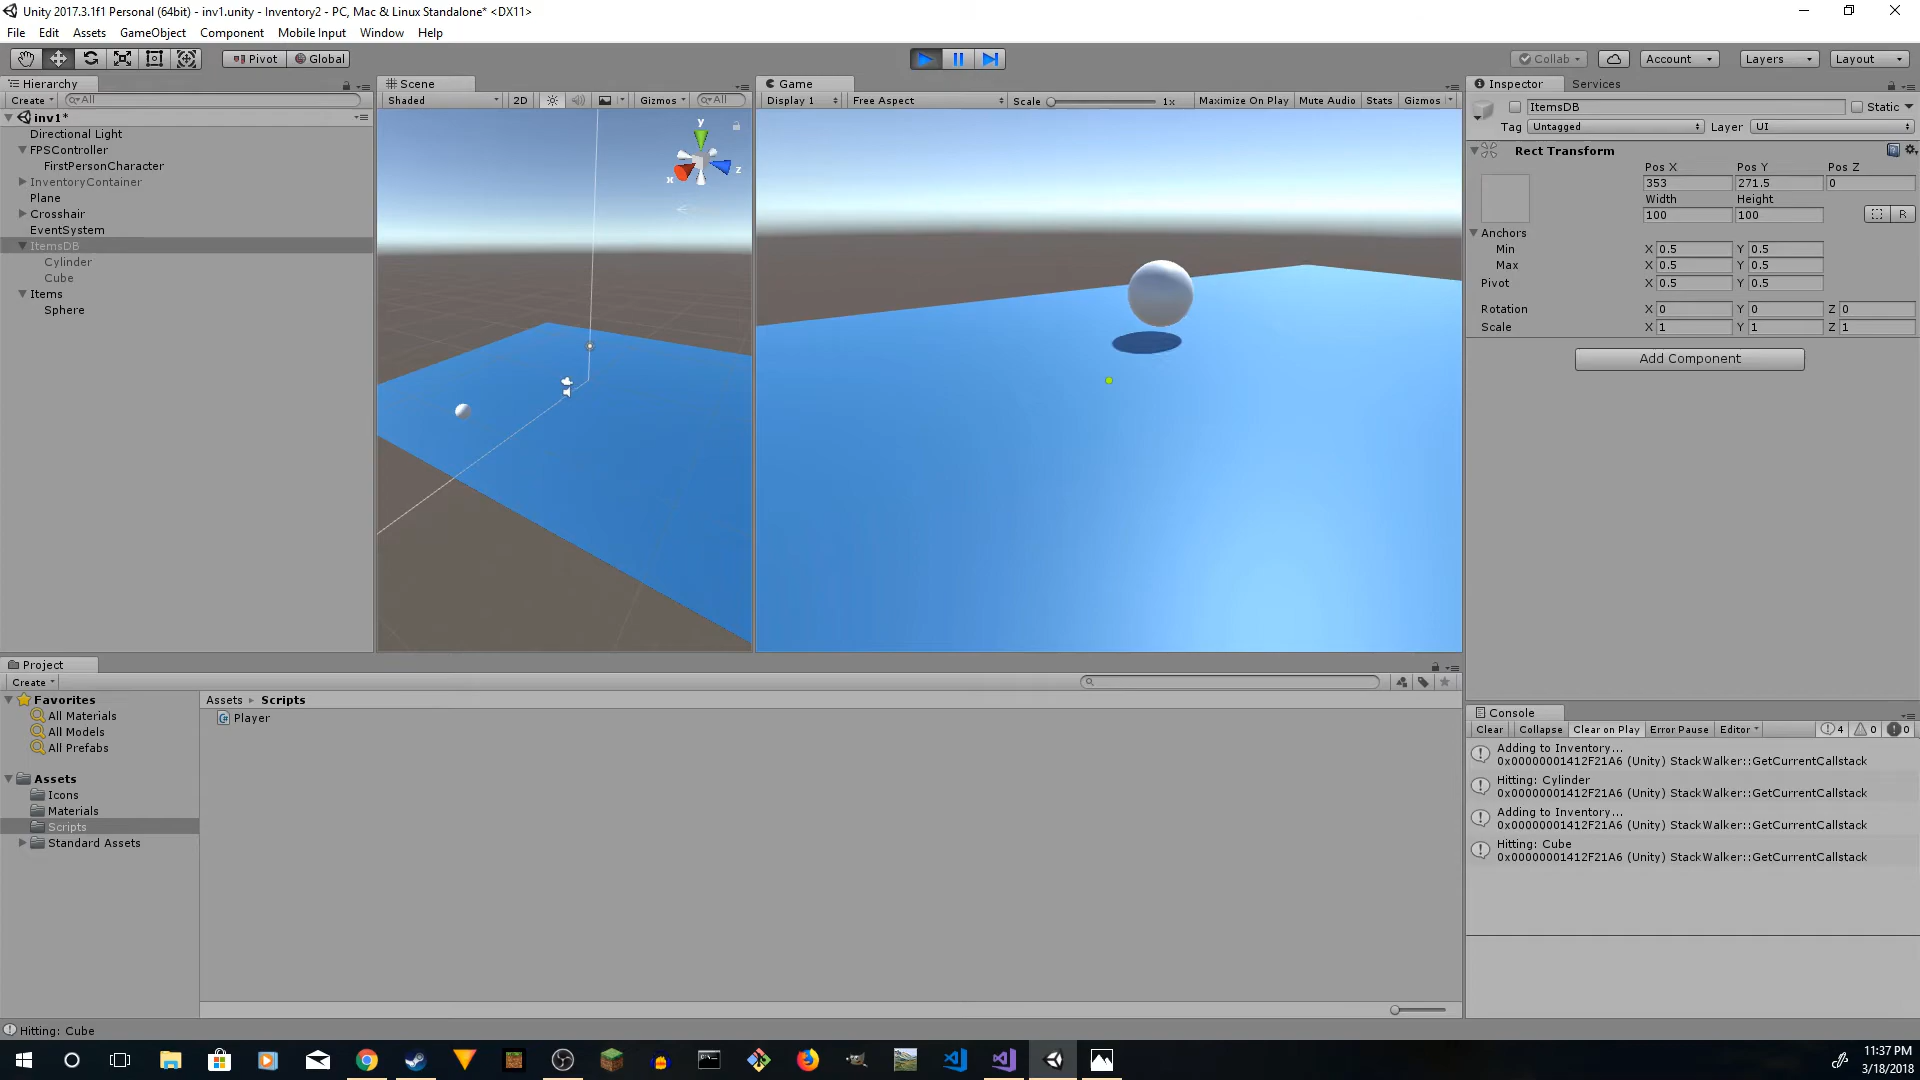 Unity 2017.3.1f1 Personal (64bit) - inv1.unity - Inventory2 - PC, Mac & Linux Standalone* <DX11>
File Edit Assets GameObject Component Mobile Input Window Help
Pivot Global Collab Account Layers Layout
Hierarchy
Create All
inv1*
Directional Light
FPSController
FirstPersonCharacter
InventoryContainer
Plane
Crosshair
EventSystem
ItemsDB
Cylinder
Cube
Items
Sphere
Scene
Shaded 2D Gizmos All
y
x
z
Game
Display 1 Free Aspect Scale 1x Maximize On Play Mute Audio Stats Gizmos
Inspector Services
ItemsDB Static
Tag Untagged Layer UI
Rect Transform
Pos X Pos Y Pos Z
353 271.5 0
Width Height
100 100 R
Anchors
Min X 0.5 Y 0.5
Max X 0.5 Y 0.5
Pivot X 0.5 Y 0.5
Rotation X 0 Y 0 Z 0
Scale X 1 Y 1 Z 1
Add Component
Project
Create
Favorites
All Materials
All Models
All Prefabs
Assets
Icons
Materials
Scripts
Standard Assets
Assets Scripts
Player
Console
Clear Collapse Clear on Play Error Pause Editor 4 0 0
Adding to Inventory...
0x00000001412F21A6 (Unity) StackWalker::GetCurrentCallstack
Hitting: Cylinder
0x00000001412F21A6 (Unity) StackWalker::GetCurrentCallstack
Adding to Inventory...
0x00000001412F21A6 (Unity) StackWalker::GetCurrentCallstack
Hitting: Cube
0x00000001412F21A6 (Unity) StackWalker::GetCurrentCallstack
Hitting: Cube
11:37 PM
3/18/2018